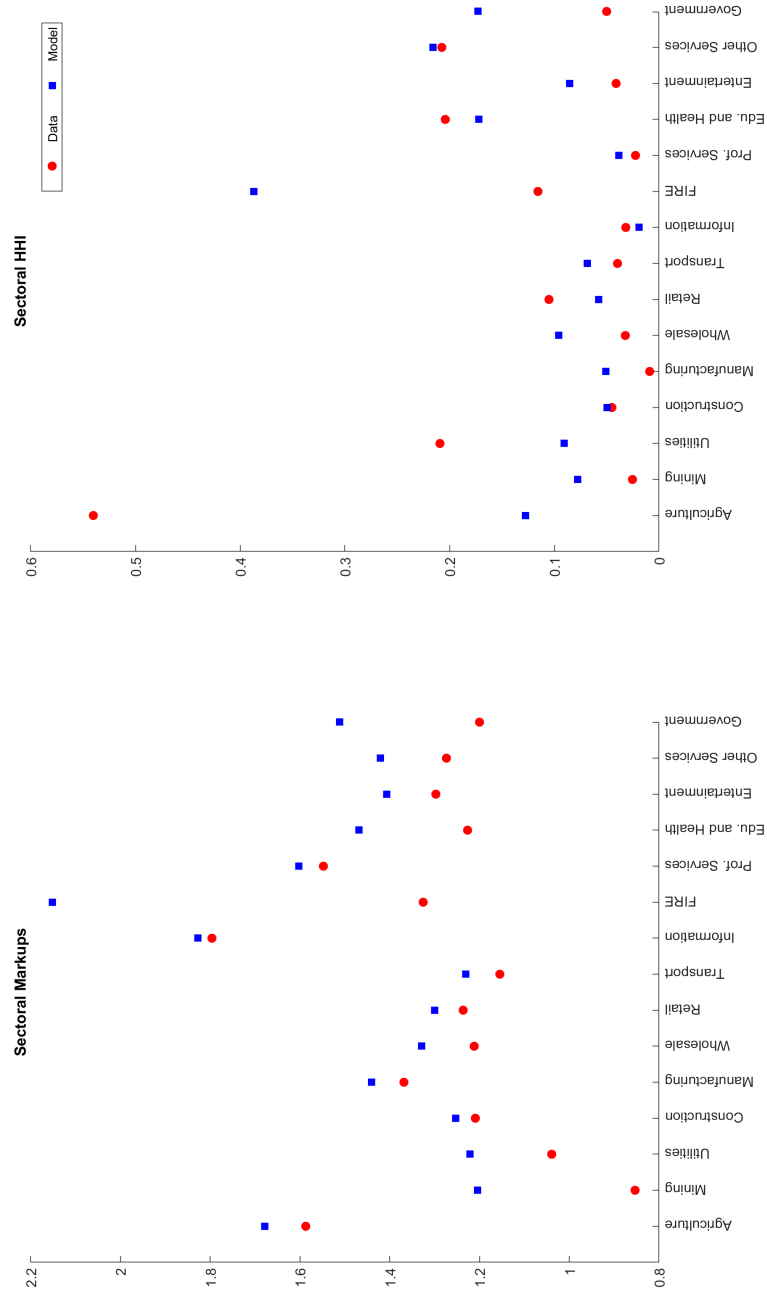 Sectoral Markups
2.2
2
1.8
1.6
1.4
1.2
1
0.8
Agriculture
Mining
Utilities
Construction
Manufacturing
Wholesale
Retail
Transport
Information
FIRE
Prof. Services
Edu. and Health
Entertainment
Other Services
Government
Sectoral HHI
Data Model
0.6
0.5
0.4
0.3
0.2
0.1
0
Agriculture
Mining
Utilities
Construction
Manufacturing
Wholesale
Retail
Transport
Information
FIRE
Prof. Services
Edu. and Health
Entertainment
Other Services
Government